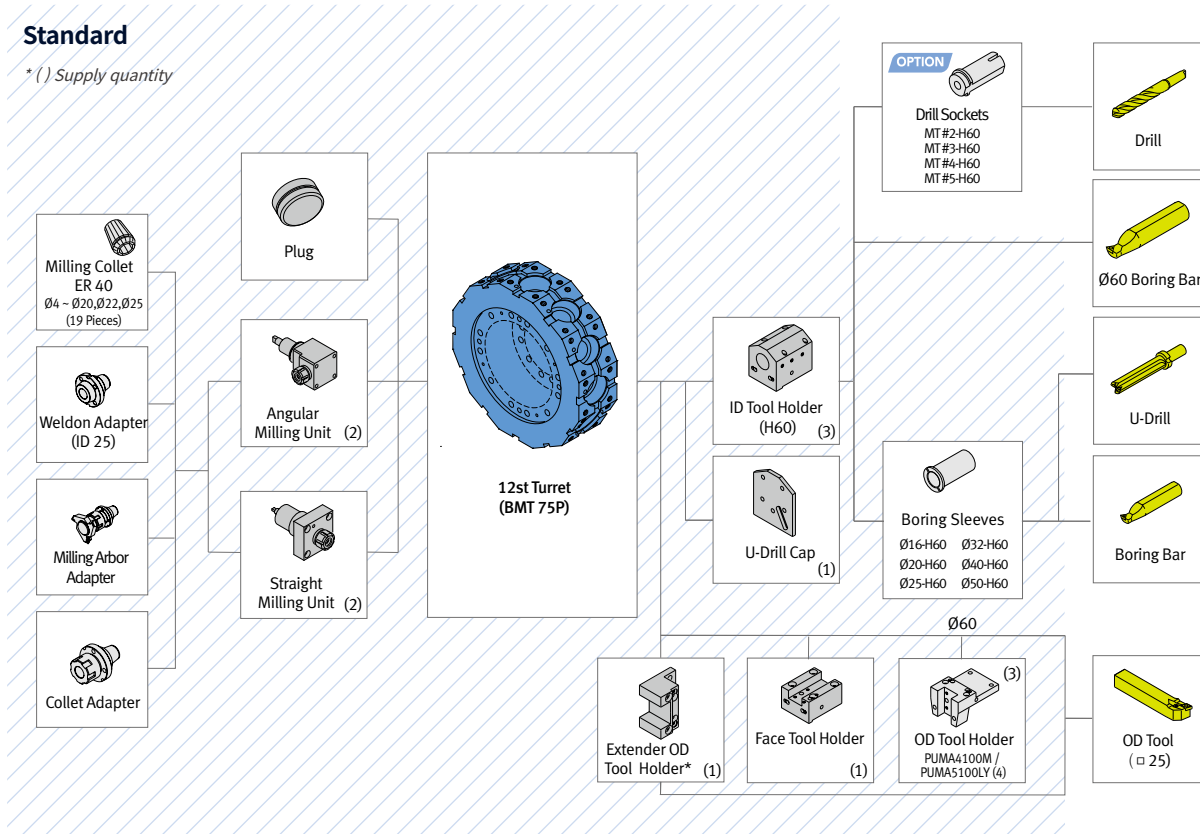 Standard
* ( ) Supply quantity
OPTION
Drill Sockets
MT#2-H60
MT#3-H60
MT#4-H60
MT#5-H60
Drill
Plug
Milling Collet
ER 40
Ø4 ~ Ø20,Ø22,Ø25
(19 Pieces)
Ø60 Boring Bar
Weldon Adapter
(ID 25)
Angular
Milling Unit (2)
ID Tool Holder
(H60) (3)
U-Drill
12st Turret
(BMT 75P)
U-Drill Cap
(1)
Boring Sleeves
Ø16-H60 Ø32-H60
Ø20-H60 Ø40-H60
Ø25-H60 Ø50-H60
Boring Bar
Milling Arbor
Adapter
Straight
Milling Unit (2)
Ø60
Collet Adapter
Extender OD
Tool Holder* (1)
Face Tool Holder
(1)
(3)
OD Tool Holder
PUMA4100M /
PUMA5100LY (4)
OD Tool
(□ 25)